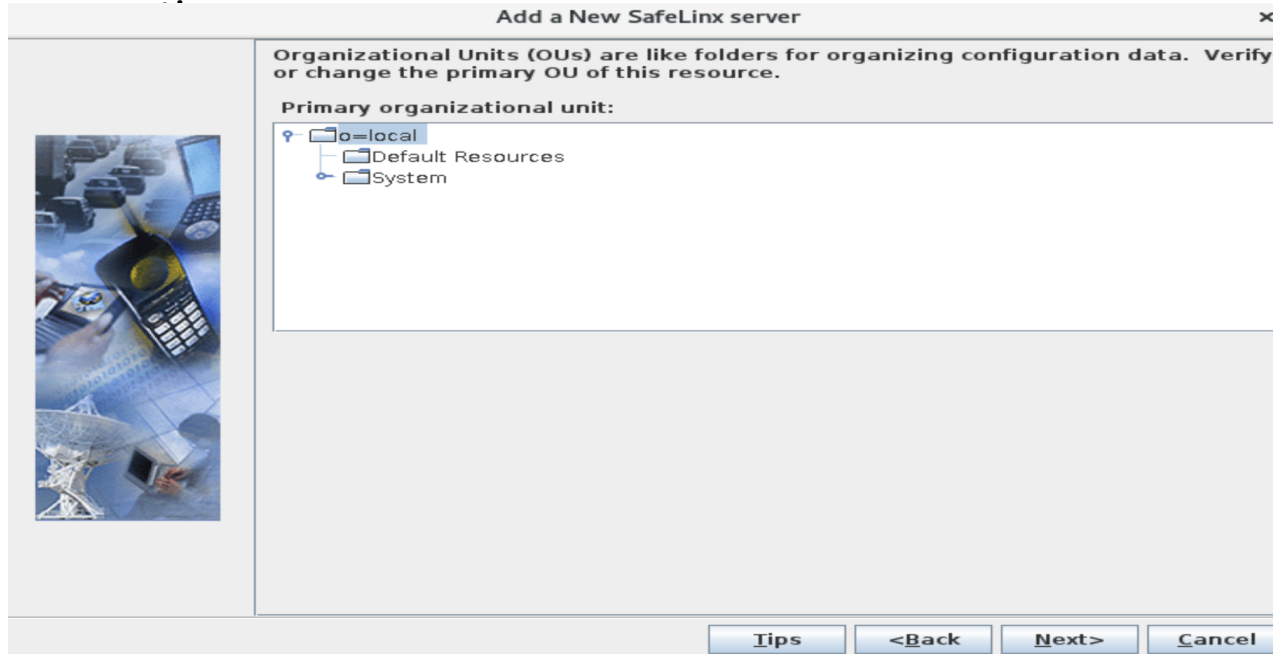 Add a New SafeLinx server
Organizational Units (OUs) are like folders for organizing configuration data. Verify
or change the primary OU of this resource.
Primary organizational unit:
o=local
Default Resources
System
Tips
<Back
Next>
Cancel